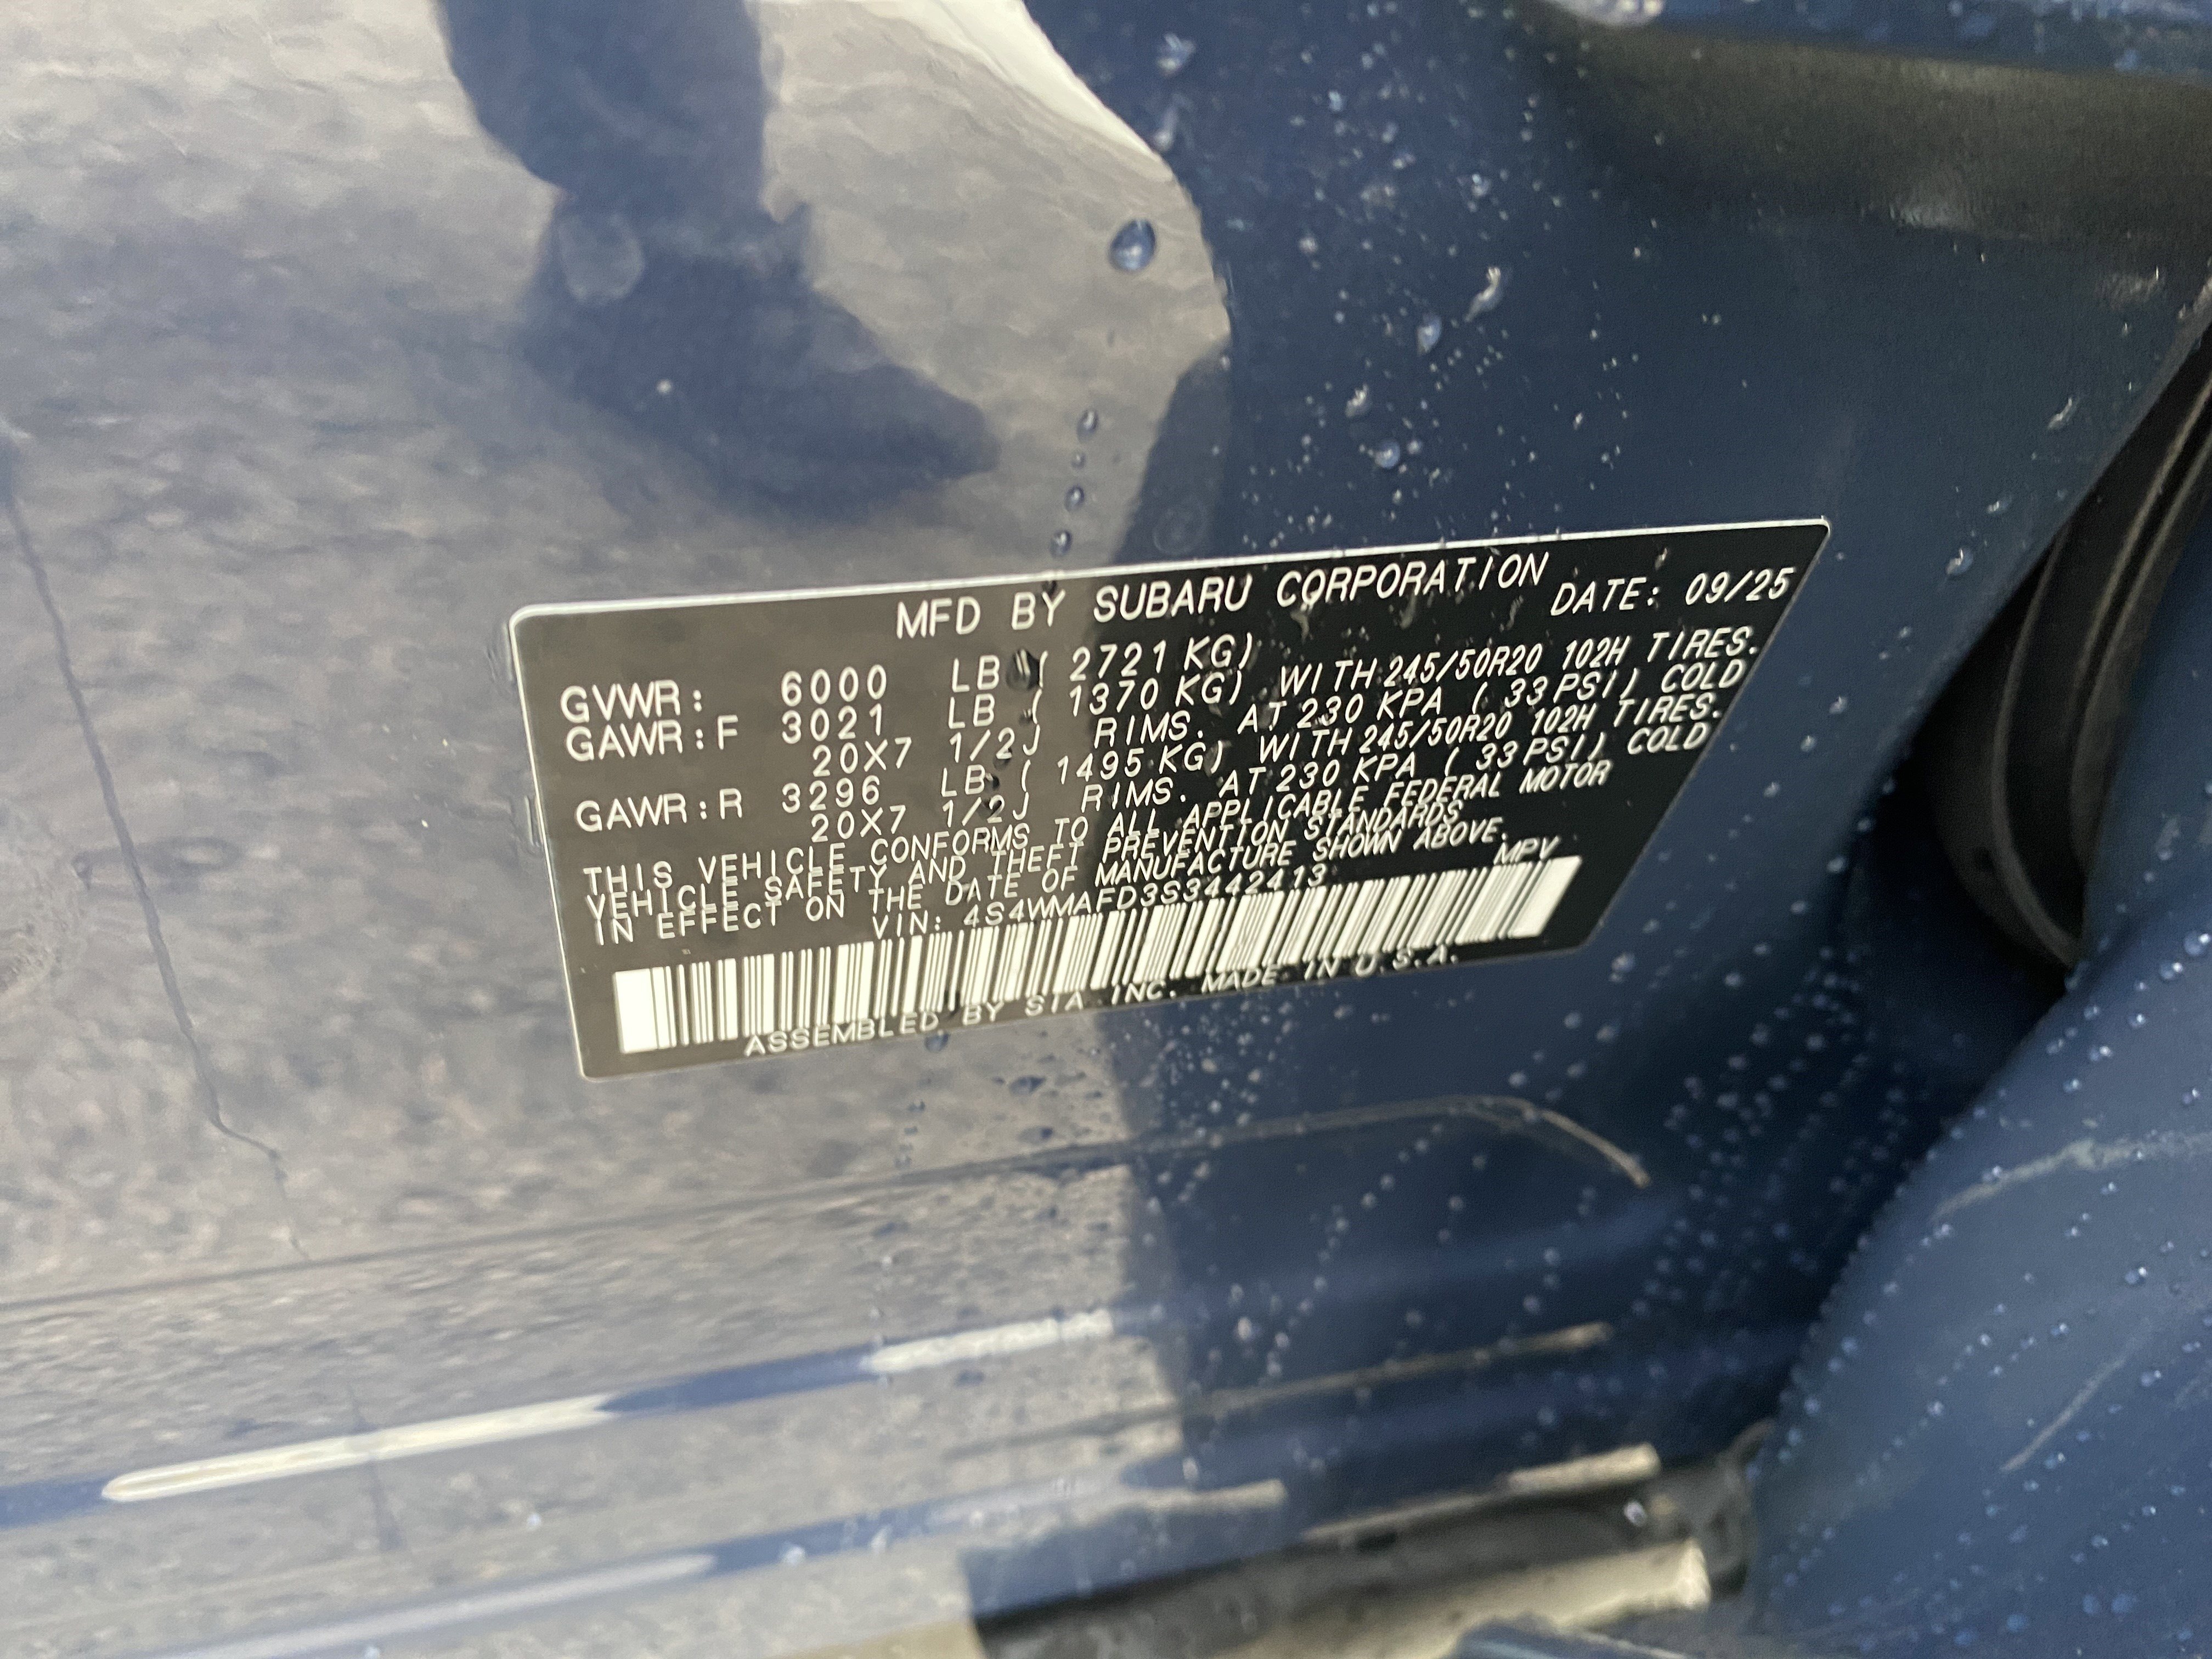 MFD BY SUBARU CORPORATION
DATE: 09/25
GVWR: 6000 LB ( 2721 KG)
GAWR:F 3021 LB ( 1370 KG) WITH 245/50R20 102H TIRES.
20X7 1/2J RIMS. AT 230 KPA ( 33 PSI) COLD
GAWR:R 3296 LB ( 1495 KG) WITH 245/50R20 102H TIRES.
20X7 1/2J RIMS. AT 230 KPA ( 33 PSI) COLD
THIS VEHICLE CONFORMS TO ALL APPLICABLE FEDERAL MOTOR
VEHICLE SAFETY AND THEFT PREVENTION STANDARDS
IN EFFECT ON THE DATE OF MANUFACTURE SHOWN ABOVE.
VIN: 4S4WMAFD3S3442413 MPV
ASSEMBLED BY SIA INC. MADE IN U.S.A.